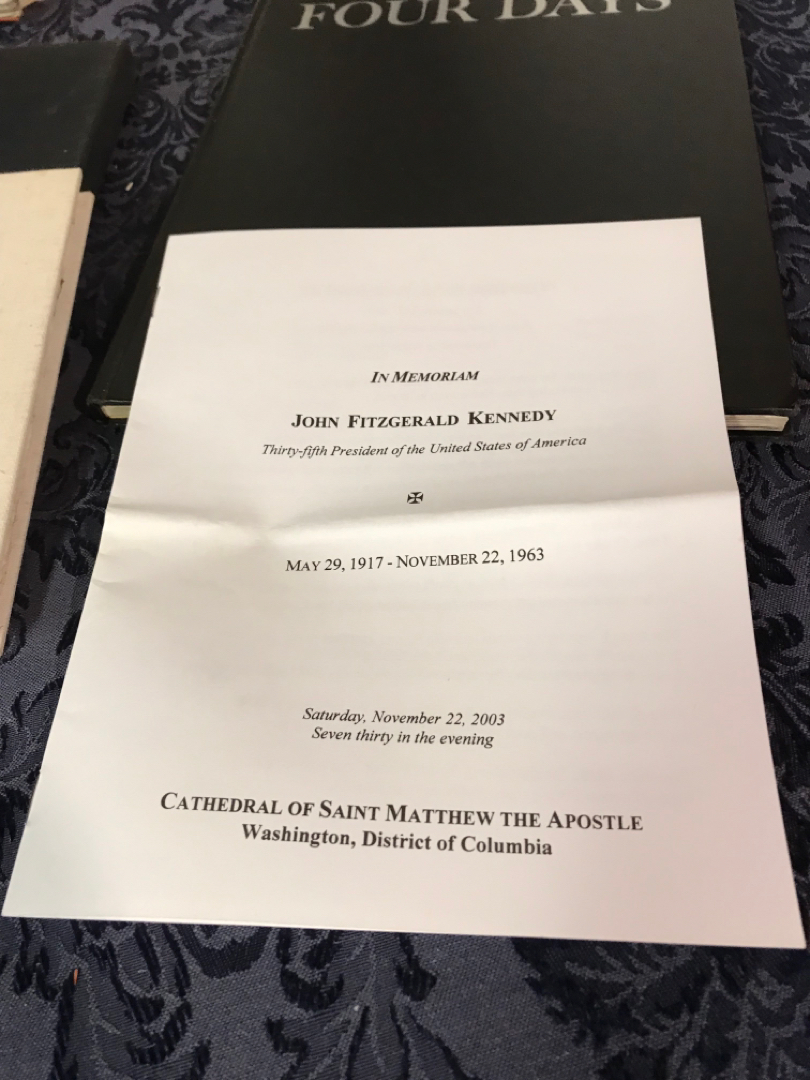 FOUR DAYS
IN MEMORIAM
JOHN FITZGERALD KENNEDY
Thirty-fifth President of the United States of America
✠
MAY 29, 1917 - NOVEMBER 22, 1963
Saturday, November 22, 2003
Seven thirty in the evening
CATHEDRAL OF SAINT MATTHEW THE APOSTLE
Washington, District of Columbia